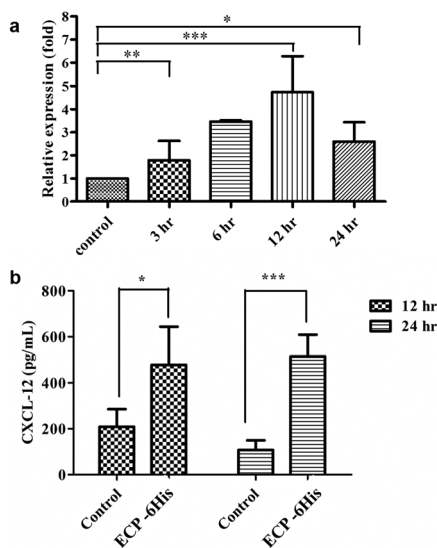 a
Relative expression (fold)
8
7
6
5
4
3
2
1
0
*
***
**
control
3 hr
6 hr
12 hr
24 hr
b
CXCL-12 (pg/mL)
800
600
400
200
0
*
***
Control
ECP -6His
Control
ECP -6His
12 hr
24 hr